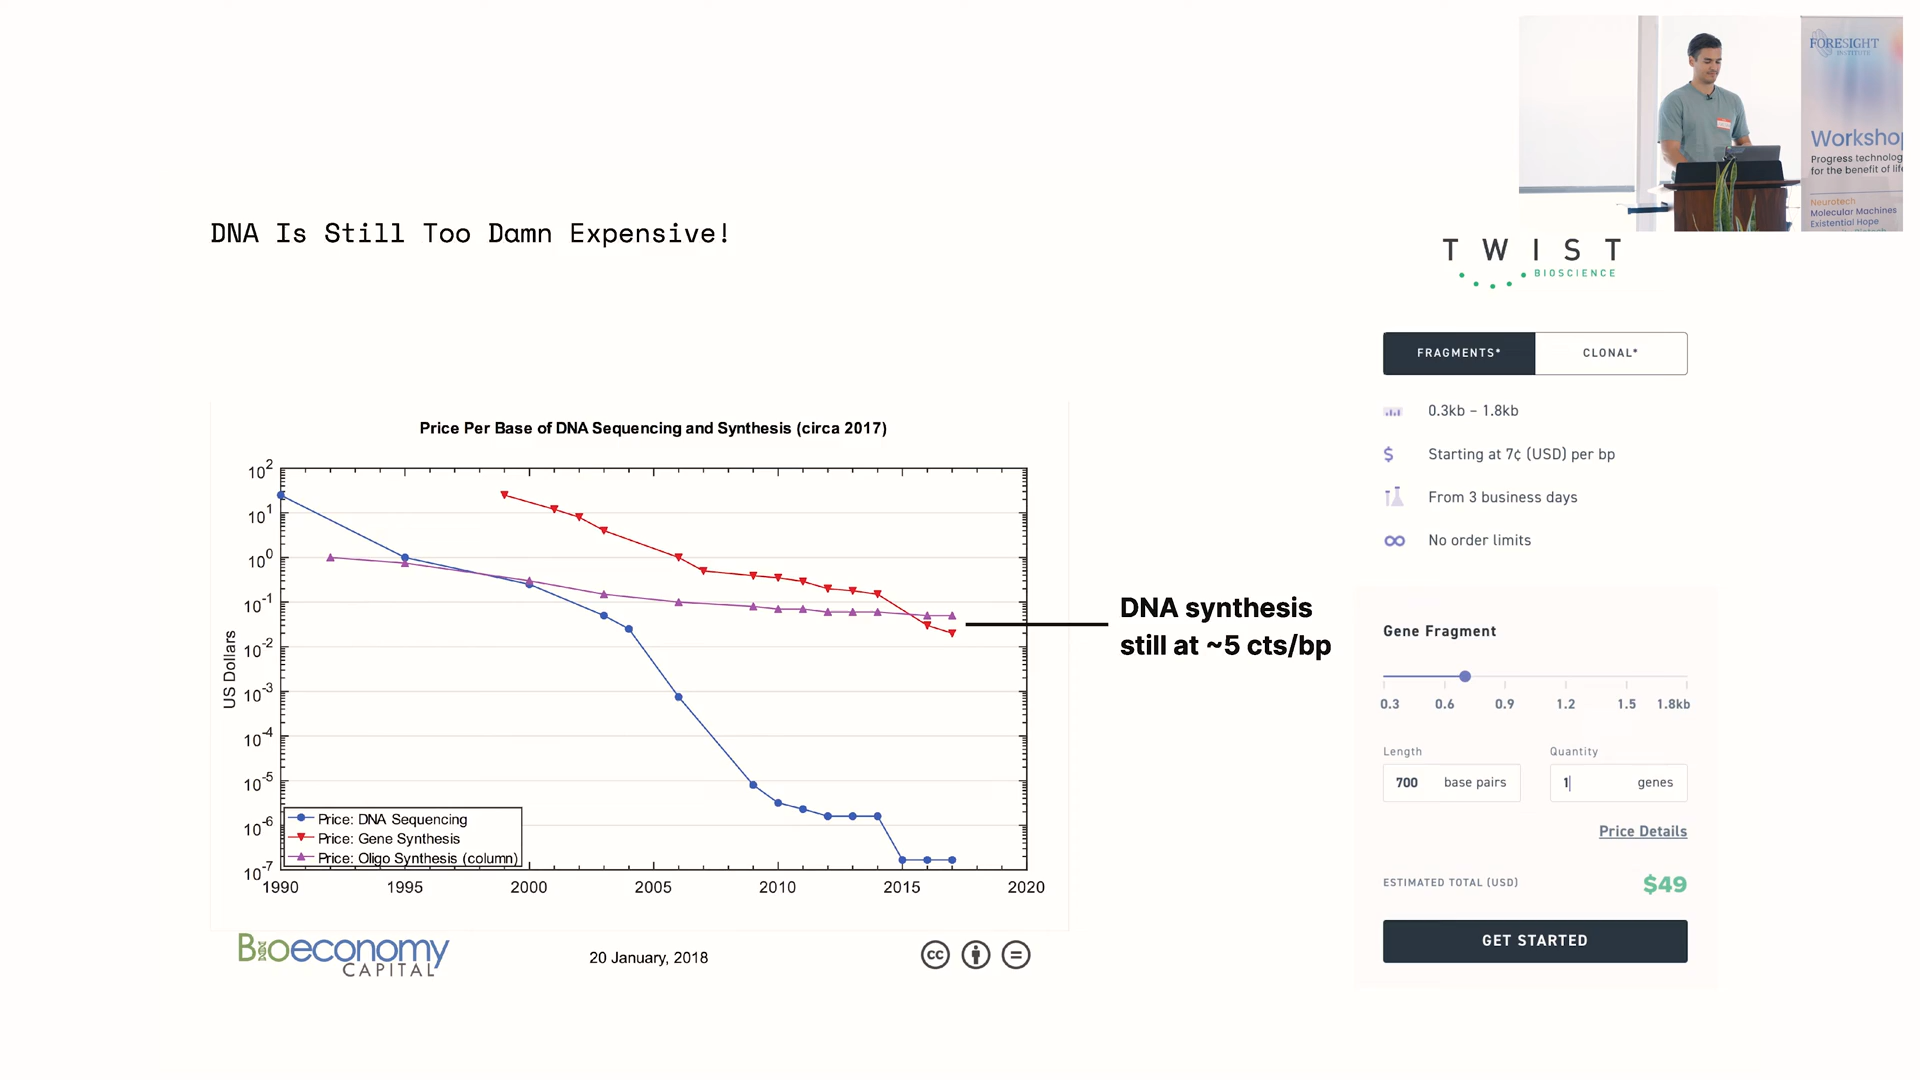 FORESIGHT
INSTITUTE
Workshop
Progress technolog
for the benefit of life
Neurotech
Molecular Machines
Existential Hope
DNA Is Still Too Damn Expensive!
TWIST
BIOSCIENCE
FRAGMENTS*
CLONAL*
0.3kb – 1.8kb
$ Starting at 7¢ (USD) per bp
From 3 business days
No order limits
Price Per Base of DNA Sequencing and Synthesis (circa 2017)
US Dollars
10^2
10^1
10^0
10^-1
10^-2
10^-3
10^-4
10^-5
10^-6
10^-7
Price: DNA Sequencing
Price: Gene Synthesis
Price: Oligo Synthesis (column)
1990 1995 2000 2005 2010 2015 2020
DNA synthesis
still at ~5 cts/bp
Gene Fragment
0.3 0.6 0.9 1.2 1.5 1.8kb
Length
Quantity
700 base pairs
1 genes
Price Details
ESTIMATED TOTAL (USD) $49
GET STARTED
Bioeconomy
CAPITAL
20 January, 2018
cc